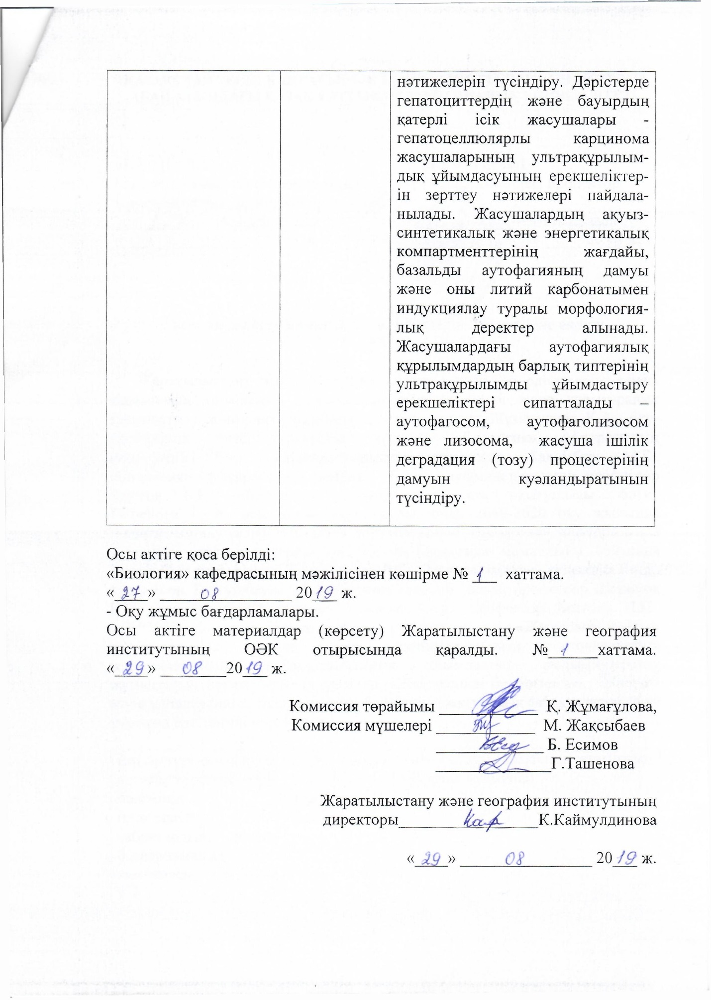 нәтижелерін түсіндіру. Дәрістерде
гепатоциттердің және бауырдың
қатерлі ісік жасушалары -
гепатоцеллюлярлы карцинома
жасушаларының ультрақұрылым-
дық ұйымдасуының ерекшеліктер-
ін зерттеу нәтижелері пайдала-
нылады. Жасушалардың ақуыз-
синтетикалық және энергетикалық
компартменттерінің жағдайы,
базальды аутофагияның дамуы
және оны литий карбонатымен
индукциялау туралы морфология-
лық деректер алынады.
Жасушалардағы аутофагиялық
құрылымдардың барлық типтерінің
ультрақұрылымды ұйымдастыру
ерекшеліктері сипатталады –
аутофагосом, аутофаголизосом
және лизосома, жасуша ішілік
деградация (тозу) процестерінің
дамуын куәландыратынын
түсіндіру.
Осы актіге қоса берілді:
«Биология» кафедрасының мәжілісінен көшірме № 1 хаттама.
«27» 08 2019 ж.
- Оқу жұмыс бағдарламалары.
Осы актіге материалдар (көрсету) Жаратылыстану және география
институтының ОӘК отырысында қаралды. № 1 хаттама.
«29» 08 2019 ж.
Комиссия төрайымы Қ. Жұмағұлова,
Комиссия мүшелері М. Жақсыбаев
Б. Есимов
Г.Ташенова
Жаратылыстану және география институтының
директоры К.Каймулдинова
«29» 08 2019 ж.